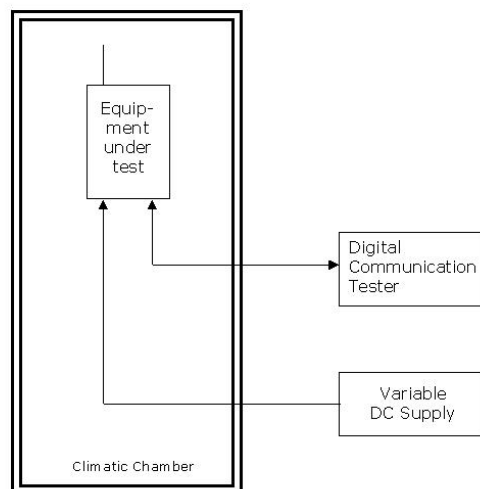 Equip-
ment
under
test
Digital
Communication
Tester
Variable
DC Supply
Climatic Chamber